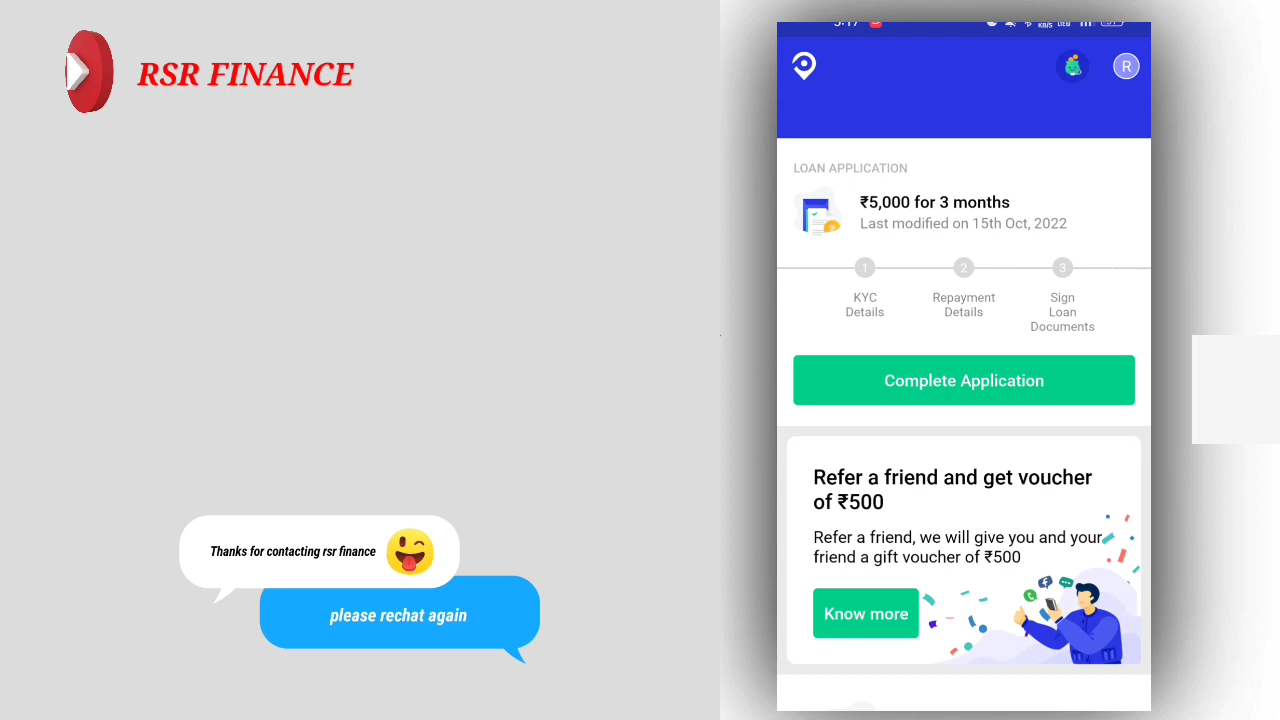 RSR FINANCE
Thanks for contacting rsr finance
please rechat again
R
LOAN APPLICATION
₹5,000 for 3 months
Last modified on 15th Oct, 2022
1
2
3
KYC
Details
Repayment
Details
Sign
Loan
Documents
Complete Application
Refer a friend and get voucher
of ₹500
Refer a friend, we will give you and your
friend a gift voucher of ₹500
Know more